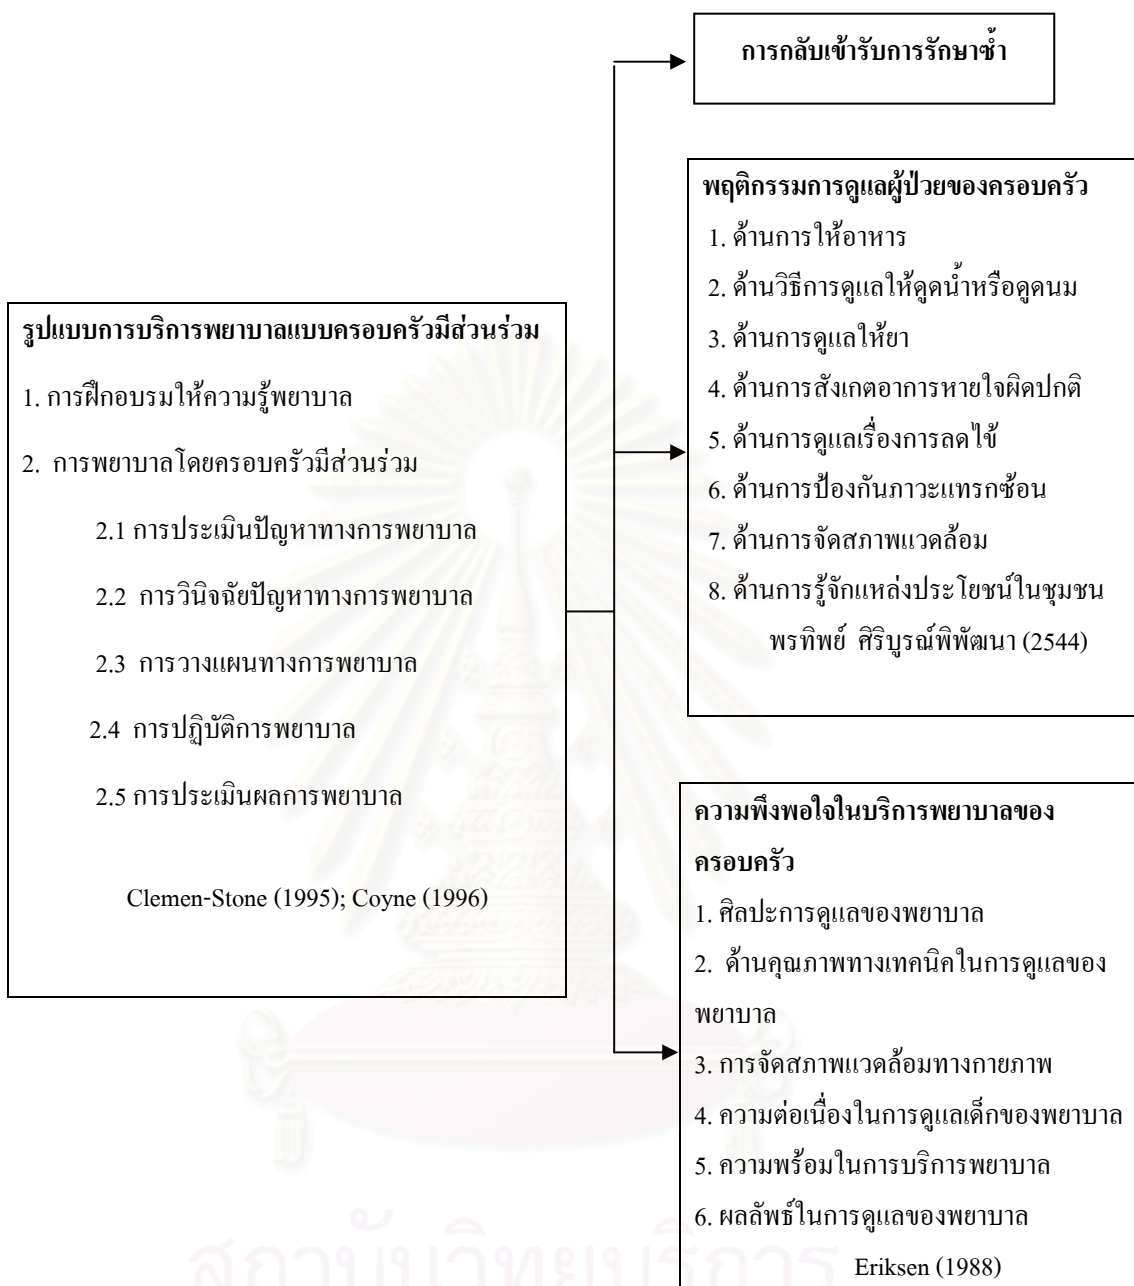 การกลับเข้ารับการรักษาซ้ำ
พฤติกรรมการดูแลผู้ป่วยของครอบครัว
1. ด้านการให้อาหาร
2. ด้านวิธีการดูแลให้ดูดน้ำหรือดูดนม
3. ด้านการดูแลให้ยา
4. ด้านการสังเกตอาการหายใจผิดปกติ
5. ด้านการดูแลเรื่องการลดไข้
6. ด้านการป้องกันภาวะแทรกซ้อน
7. ด้านการจัดสภาพแวดล้อม
8. ด้านการรู้จักแหล่งประโยชน์ในชุมชน
พรทิพย์ ศิริบูรณ์พิพัฒนา (2544)
รูปแบบการบริการพยาบาลแบบครอบครัวมีส่วนร่วม
1. การฝึกอบรมให้ความรู้พยาบาล
2. การพยาบาลโดยครอบครัวมีส่วนร่วม
2.1 การประเมินปัญหาทางการพยาบาล
2.2 การวินิจฉัยปัญหาทางการพยาบาล
2.3 การวางแผนทางการพยาบาล
2.4 การปฏิบัติการพยาบาล
2.5 การประเมินผลการพยาบาล
Clemen-Stone (1995); Coyne (1996)
ความพึงพอใจในบริการพยาบาลของ
ครอบครัว
1. ศิลปะการดูแลของพยาบาล
2. ด้านคุณภาพทางเทคนิคในการดูแลของ
พยาบาล
3. การจัดสภาพแวดล้อมทางกายภาพ
4. ความต่อเนื่องในการดูแลเด็กของพยาบาล
5. ความพร้อมในการบริการพยาบาล
6. ผลลัพธ์ในการดูแลของพยาบาล
Eriksen (1988)
สถาบันวิทยบริการ